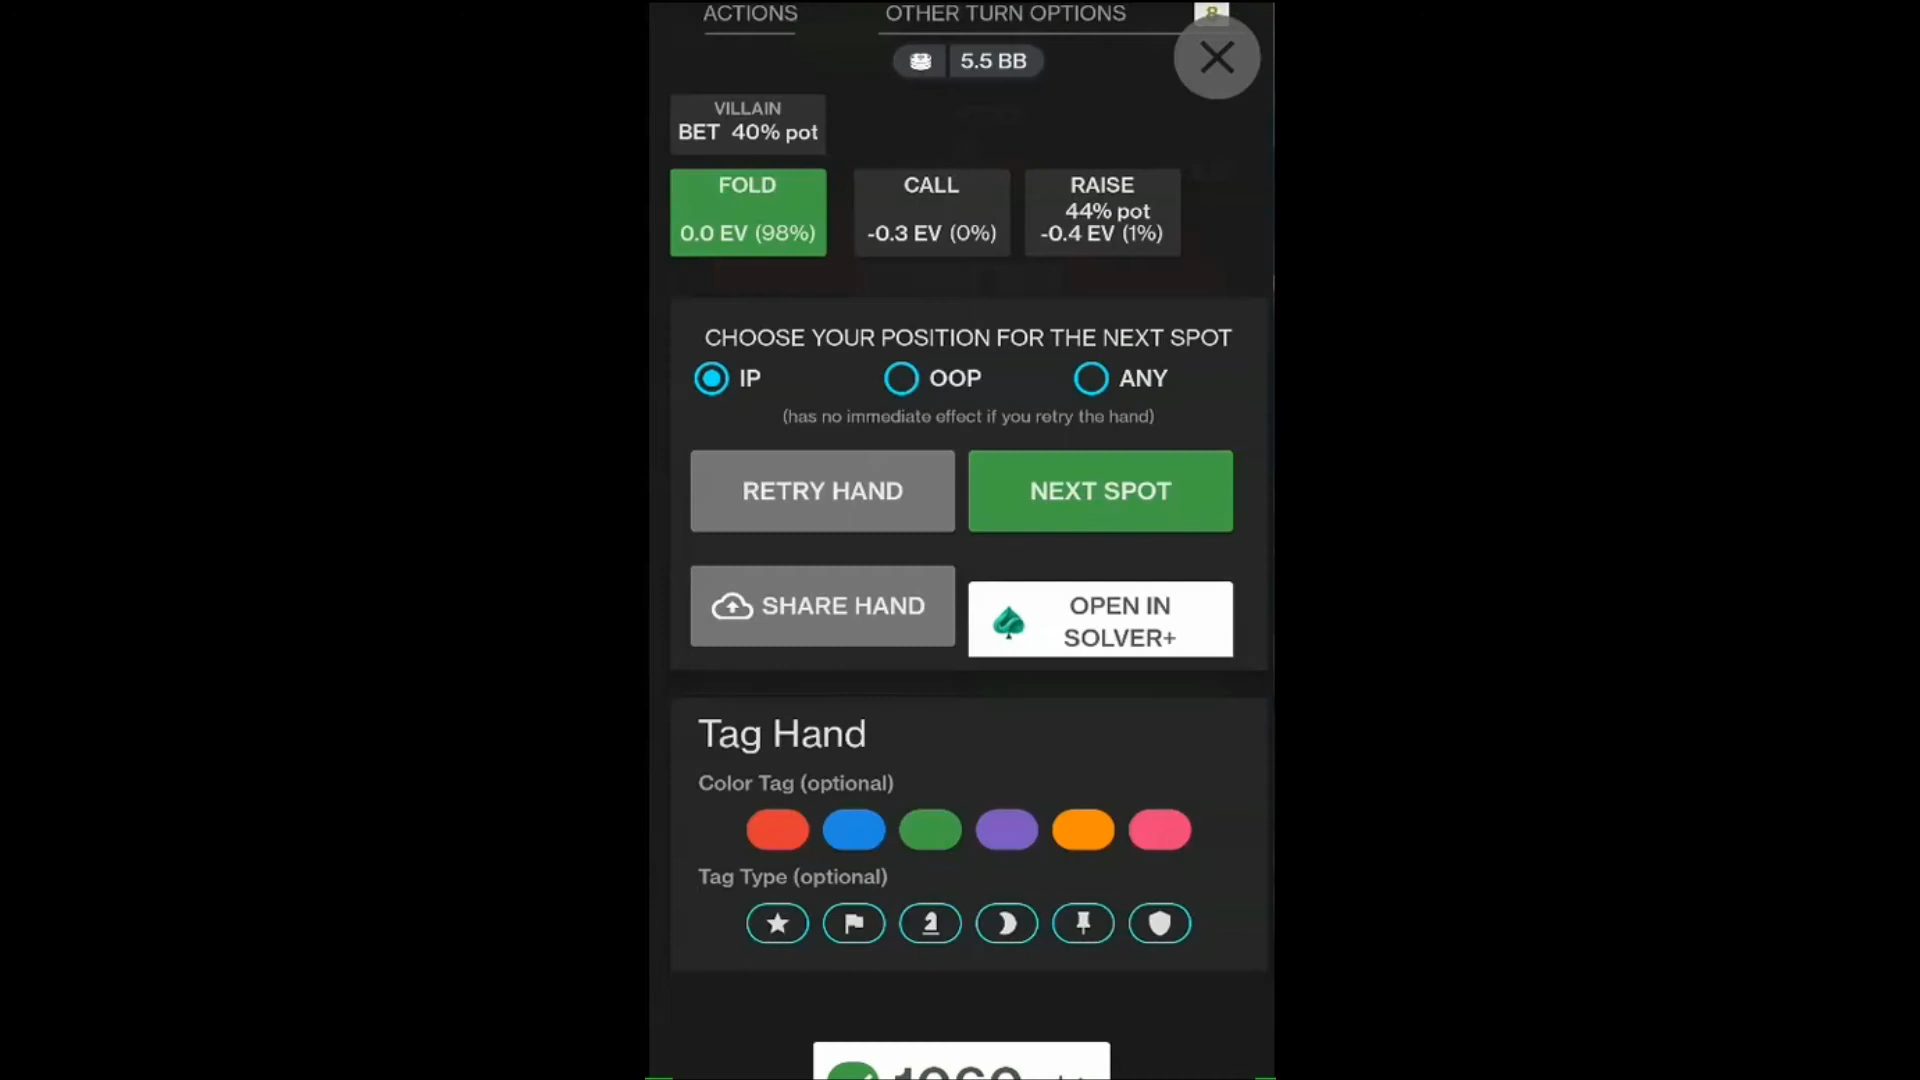 ACTIONS OTHER TURN OPTIONS 8
5.5 BB
VILLAIN
BET 40% pot
FOLD
0.0 EV (98%)
CALL
-0.3 EV (0%)
RAISE
44% pot
-0.4 EV (1%)
CHOOSE YOUR POSITION FOR THE NEXT SPOT
IP OOP ANY
(has no immediate effect if you retry the hand)
RETRY HAND NEXT SPOT
SHARE HAND
OPEN IN
SOLVER+
Tag Hand
Color Tag (optional)
Tag Type (optional)